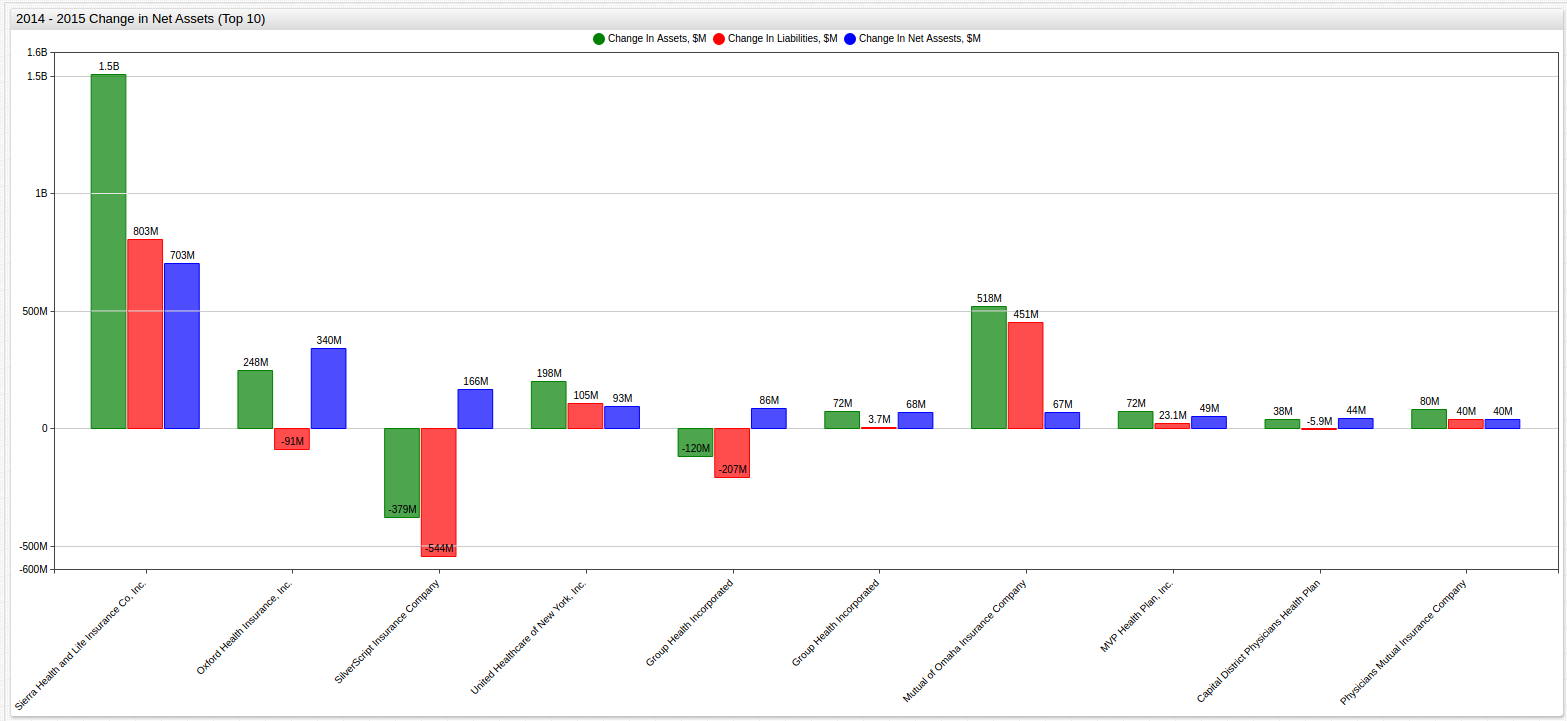 2014 - 2015 Change in Net Assets (Top 10)
Change In Assets, $M Change In Liabilities, $M Change In Net Assests, $M
1.6B
1.5B
1B
500M
0
-500M
-600M
1.5B
803M
703M
248M
-91M
340M
-379M
-544M
166M
198M
105M
93M
-120M
-207M
86M
72M
3.7M
68M
518M
451M
67M
72M
23.1M
49M
38M
-5.9M
44M
80M
40M
40M
Sierra Health and Life Insurance Co, Inc.
Oxford Health Insurance, Inc.
SilverScript Insurance Company
United Healthcare of New York, Inc.
Group Health Incorporated
Group Health Incorporated
Mutual of Omaha Insurance Company
MVP Health Plan, Inc.
Capital District Physicians Health Plan
Physicians Mutual Insurance Company